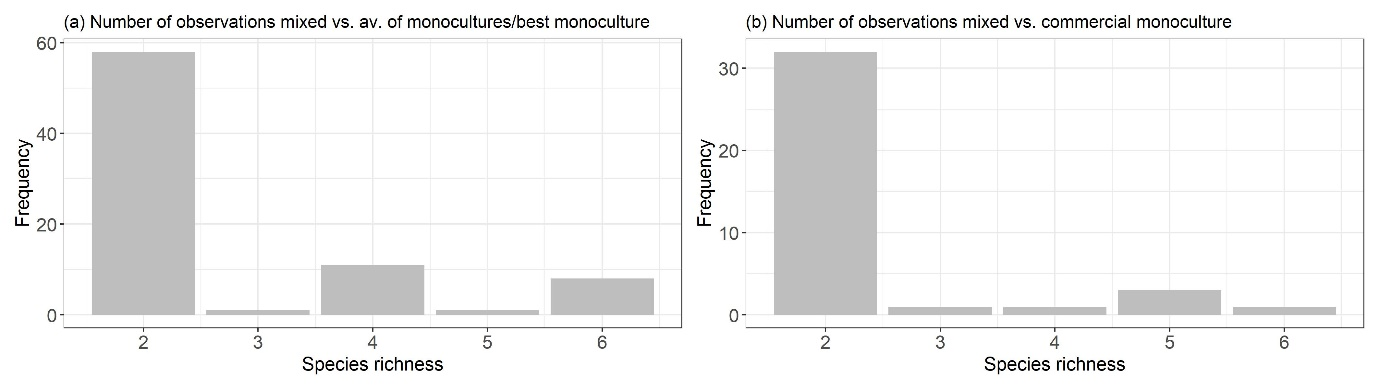 (a) Number of observations mixed vs. av. of monocultures/best monoculture
60
40
20
0
Frequency
2 3 4 5 6
Species richness
(b) Number of observations mixed vs. commercial monoculture
30
20
10
0
Frequency
2 3 4 5 6
Species richness